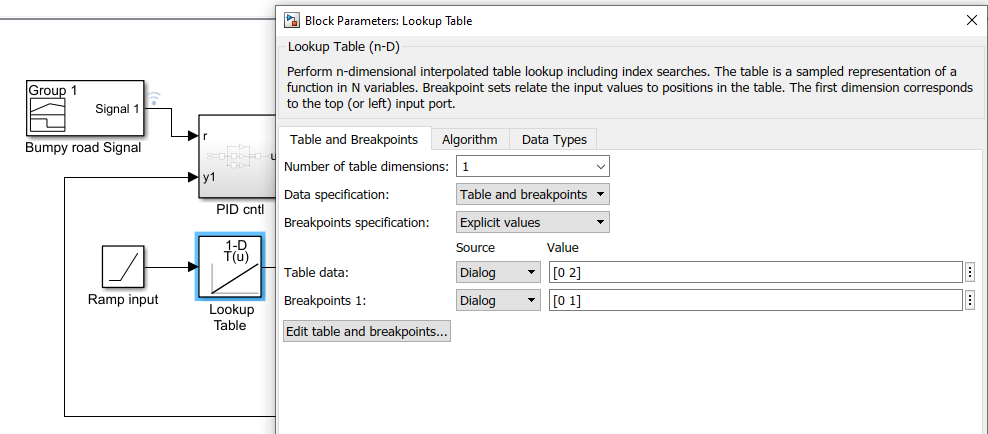 Group 1
Signal 1
Bumpy road Signal
r
y1
u
PID cntl
Ramp input
1-D
T(u)
Lookup
Table
Block Parameters: Lookup Table
Lookup Table (n-D)
Perform n-dimensional interpolated table lookup including index searches. The table is a sampled representation of a
function in N variables. Breakpoint sets relate the input values to positions in the table. The first dimension corresponds
to the top (or left) input port.
Table and Breakpoints Algorithm Data Types
Number of table dimensions: 1
Data specification: Table and breakpoints
Breakpoints specification: Explicit values
Source Value
Table data: Dialog [0 2]
Breakpoints 1: Dialog [0 1]
Edit table and breakpoints...